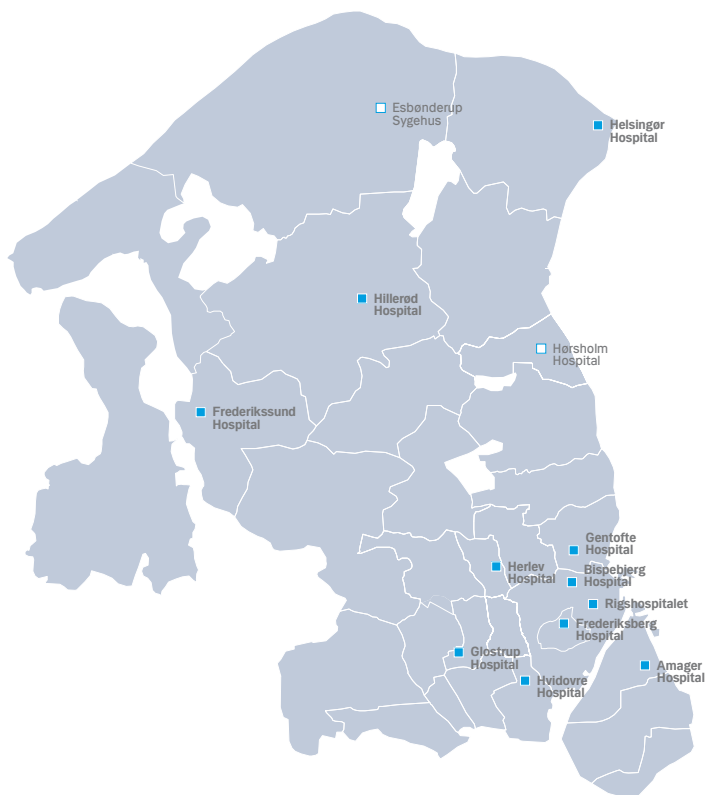 Esbønderup
Sygehus
Helsingør
Hospital
Hillerød
Hospital
Hørsholm
Hospital
Frederikssund
Hospital
Gentofte
Hospital
Herlev
Hospital
Bispebjerg
Hospital
Rigshospitalet
Frederiksberg
Hospital
Glostrup
Hospital
Amager
Hospital
Hvidovre
Hospital